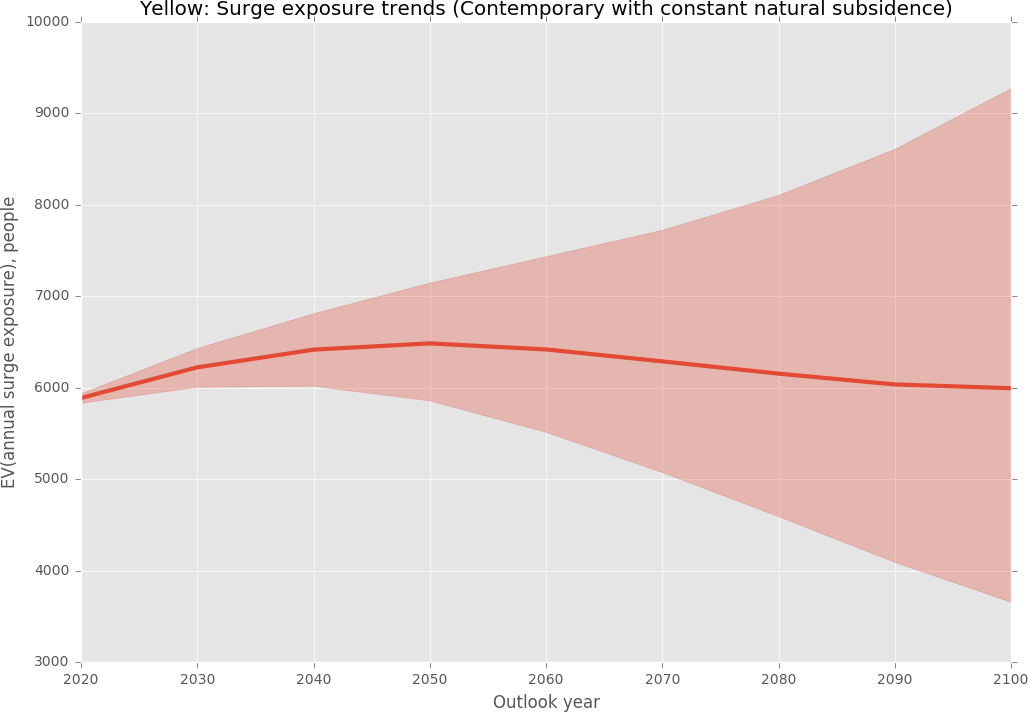 Yellow: Surge exposure trends (Contemporary with constant natural subsidence)
10000
9000
8000
7000
6000
5000
4000
3000
EV(annual surge exposure), people
2020 2030 2040 2050 2060 2070 2080 2090 2100
Outlook year